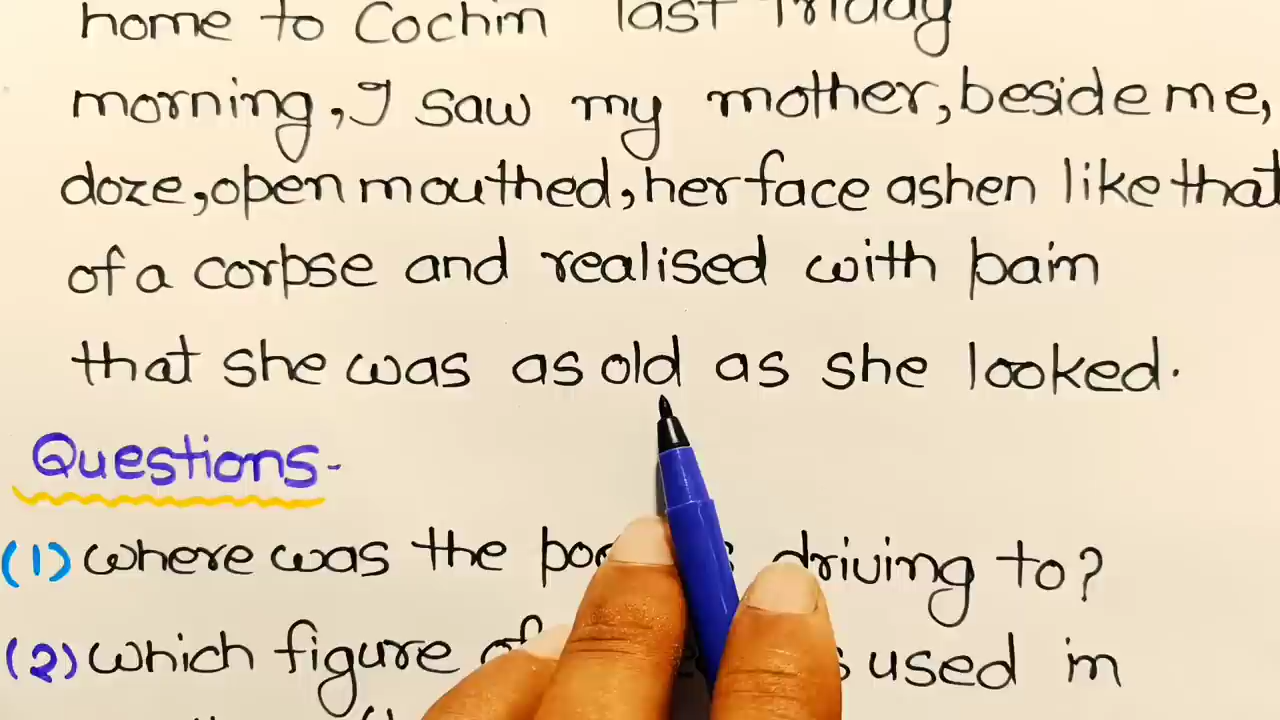 home to Cochin last Friday
morning, I saw my mother, beside me,
doze, open mouthed, her face ashen like that
of a corpse and realised with pain
that she was as old as she looked.
Questions-
(1) where was the driving to?
(2) which figure of used in